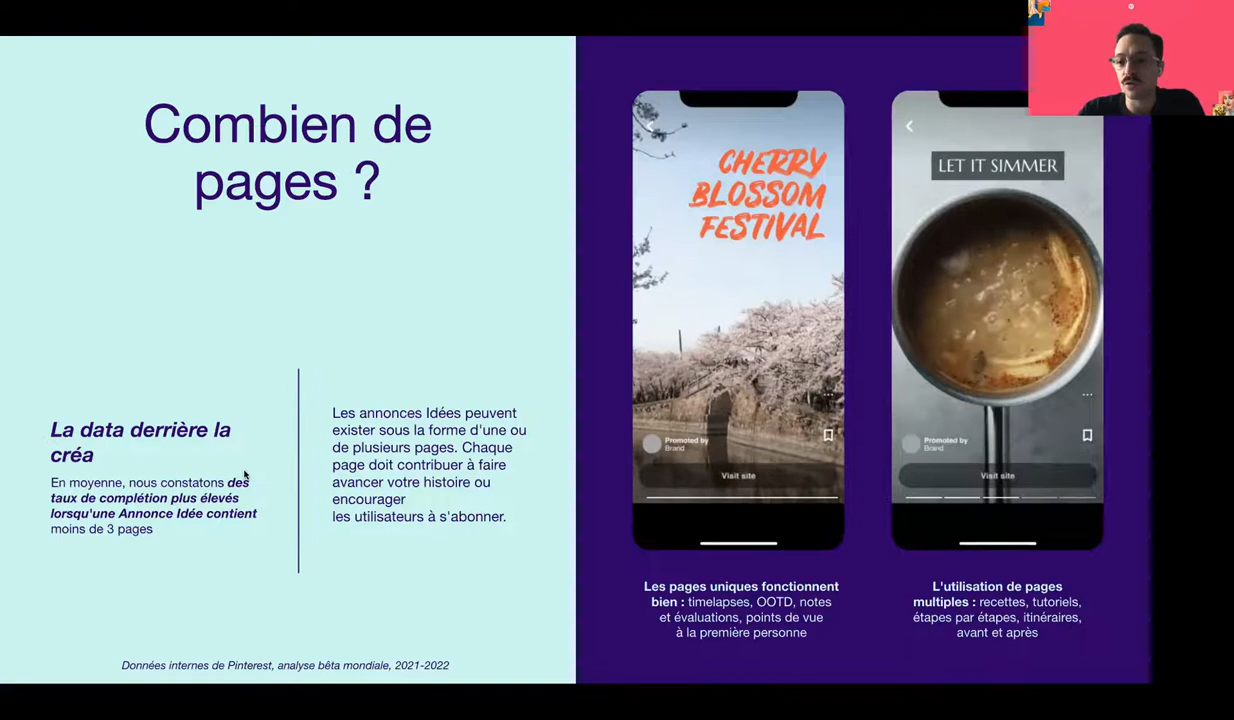 Combien de
pages ?
La data derrière la
créa
En moyenne, nous constatons des
taux de complétion plus élevés
lorsqu'une Annonce Idée contient
moins de 3 pages
Les annonces Idées peuvent
exister sous la forme d'une ou
de plusieurs pages. Chaque
page doit contribuer à faire
avancer votre histoire ou
encourager
les utilisateurs à s'abonner.
Données internes de Pinterest, analyse bêta mondiale, 2021-2022
CHERRY
BLOSSOM
FESTIVAL
Promoted by
Brand
Visit site
LET IT SIMMER
Promoted by
Brand
Visit site
Les pages uniques fonctionnent
bien : timelapses, OOTD, notes
et évaluations, points de vue
à la première personne
L'utilisation de pages
multiples : recettes, tutoriels,
étapes par étapes, itinéraires,
avant et après